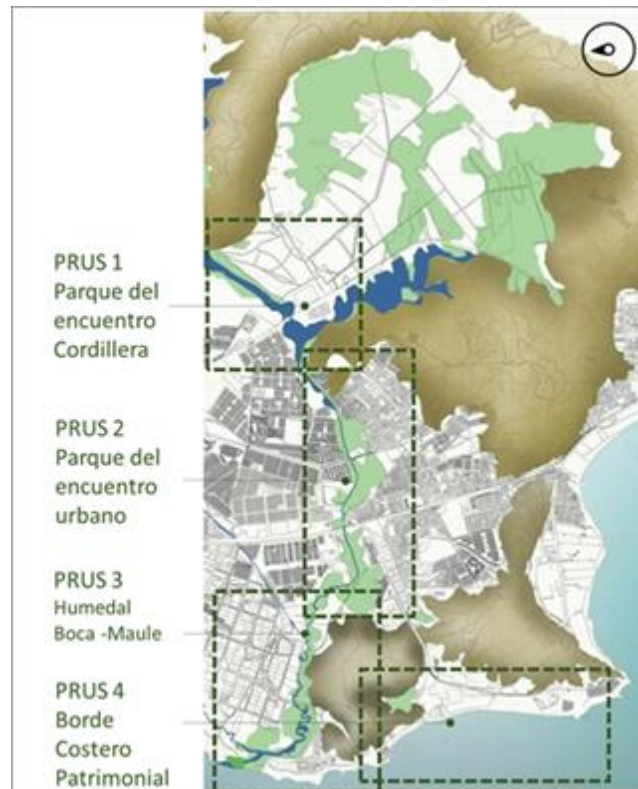 PRUS 1
Parque del
encuentro
Cordillera
PRUS 2
Parque del
encuentro
urbano
PRUS 3
Humedal
Boca -Maule
PRUS 4
Borde
Costero
Patrimonial